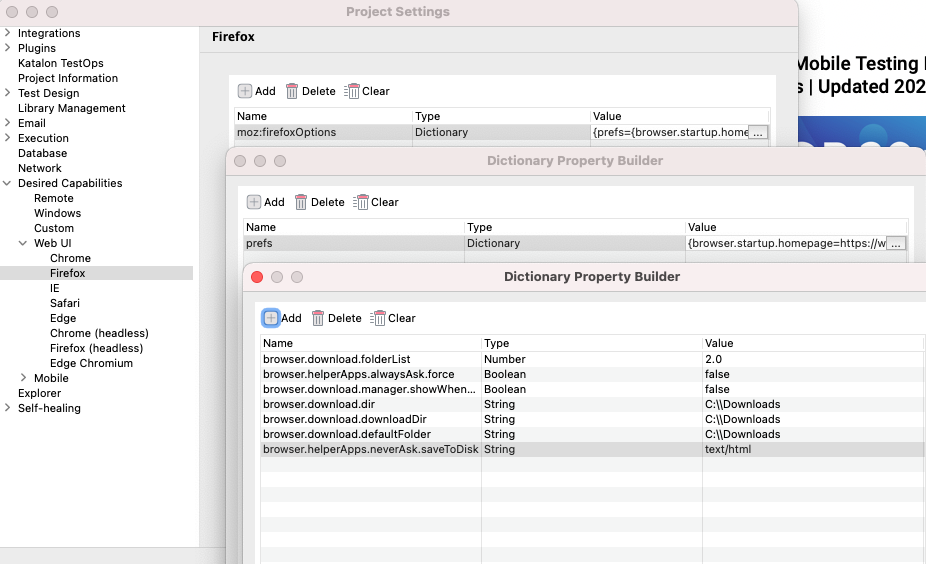 Project Settings
Integrations
Plugins
Katalon TestOps
Project Information
Test Design
Library Management
Email
Execution
Database
Network
Desired Capabilities
Remote
Windows
Custom
Web UI
Chrome
Firefox
IE
Safari
Edge
Chrome (headless)
Firefox (headless)
Edge Chromium
Mobile
Explorer
Self-healing
Firefox
Add Delete Clear
Name Type Value
moz:firefoxOptions Dictionary {prefs={browser.startup.home ...
Mobile Testing
s | Updated 202
Dictionary Property Builder
Add Delete Clear
Name Type Value
prefs Dictionary {browser.startup.homepage=https://w ...
Dictionary Property Builder
Add Delete Clear
Name Type Value
browser.download.folderList Number 2.0
browser.helperApps.alwaysAsk.force Boolean false
browser.download.manager.showWhen... Boolean false
browser.download.dir String C:\\Downloads
browser.download.downloadDir String C:\\Downloads
browser.download.defaultFolder String C:\\Downloads
browser.helperApps.neverAsk.saveToDisk String text/html